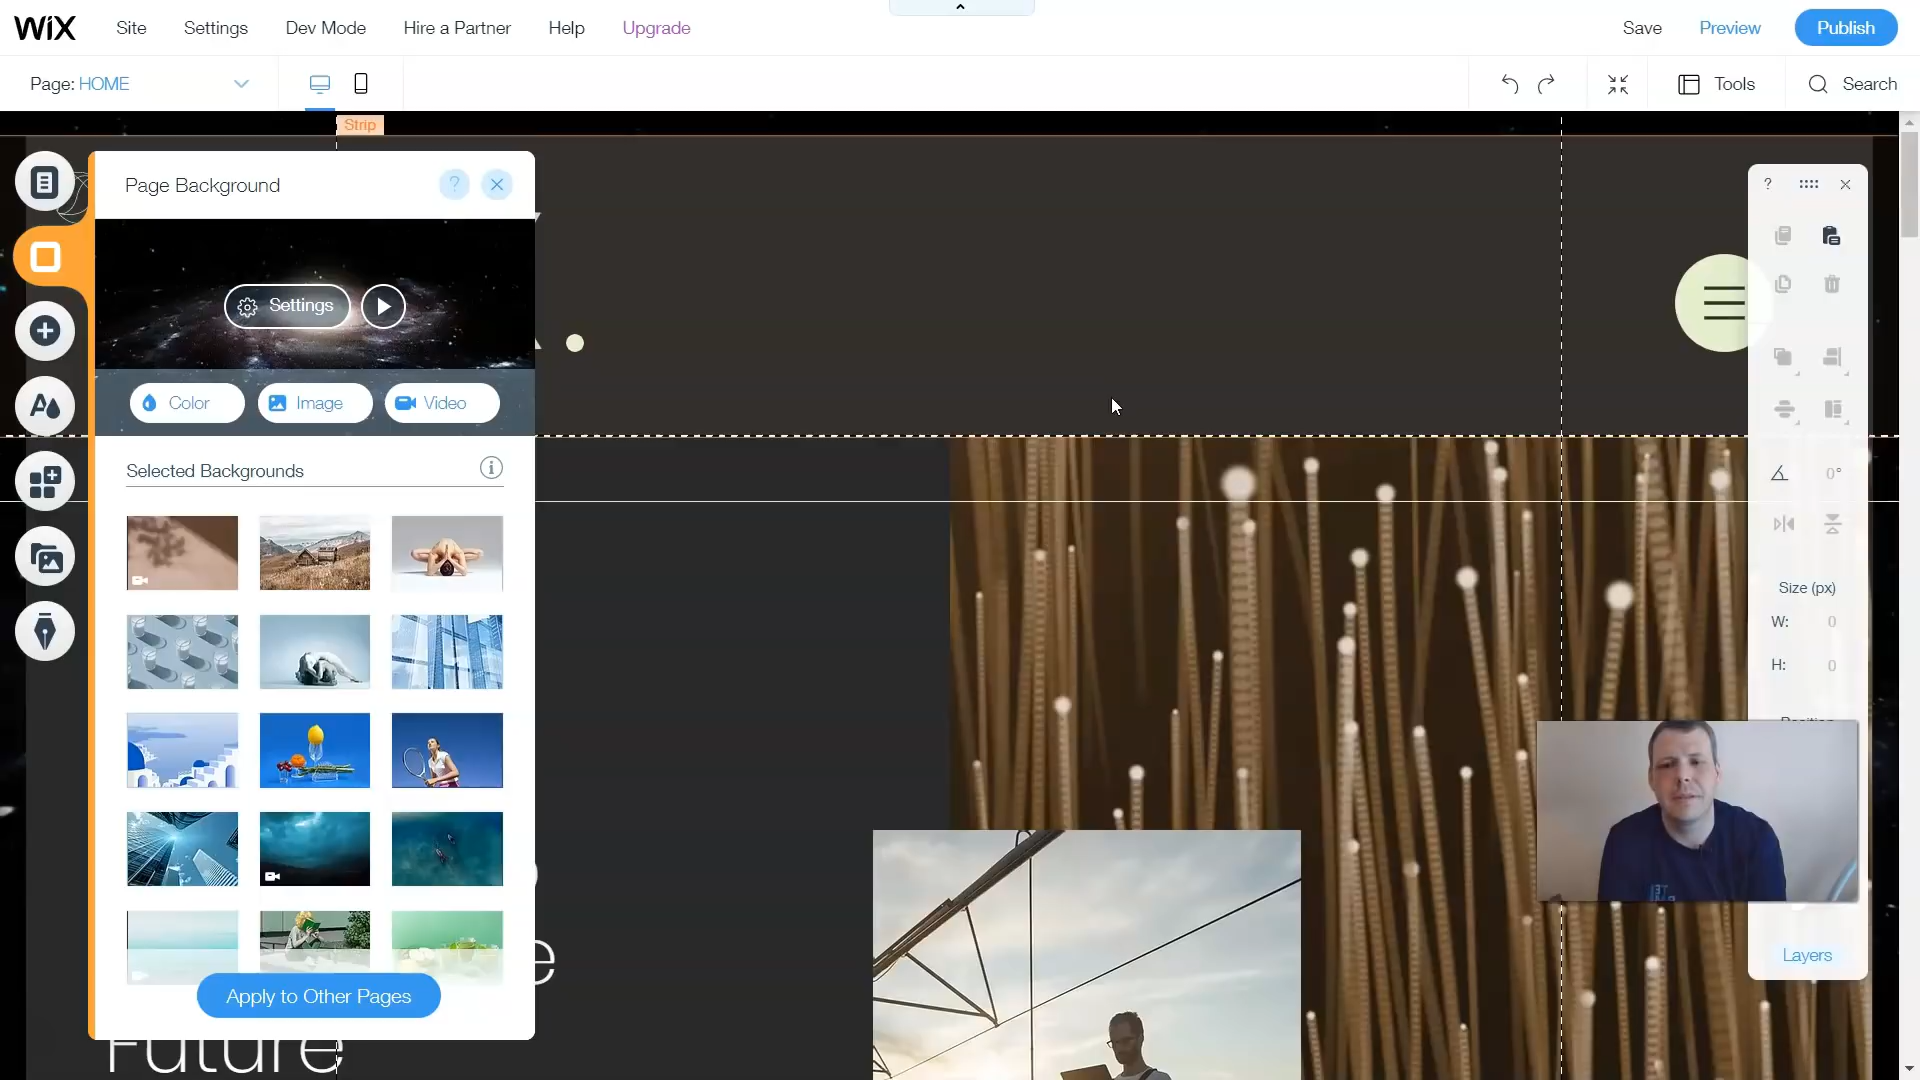 WiX Site Settings Dev Mode Hire a Partner Help Upgrade Save Preview Publish
Page: HOME Tools Search
Strip
Page Background ?
Settings
Color Image Video
Selected Backgrounds
Apply to Other Pages
e
Future
?
0°
Size (px)
W: 0
H: 0
Layers